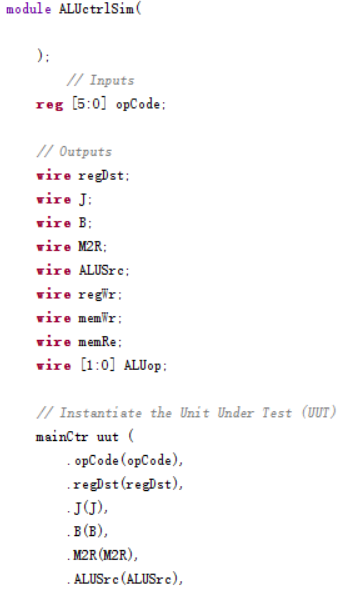 module ALUctrlSim(
);
// Inputs
reg [5:0] opCode;
// Outputs
wire regDst;
wire J;
wire B;
wire M2R;
wire ALUSrc;
wire regWr;
wire memWr;
wire memRe;
wire [1:0] ALUop;
// Instantiate the Unit Under Test (UUT)
mainCtr uut (
.opCode(opCode),
.regDst(regDst),
.J(J),
.B(B),
.M2R(M2R),
.ALUSrc(ALUSrc),